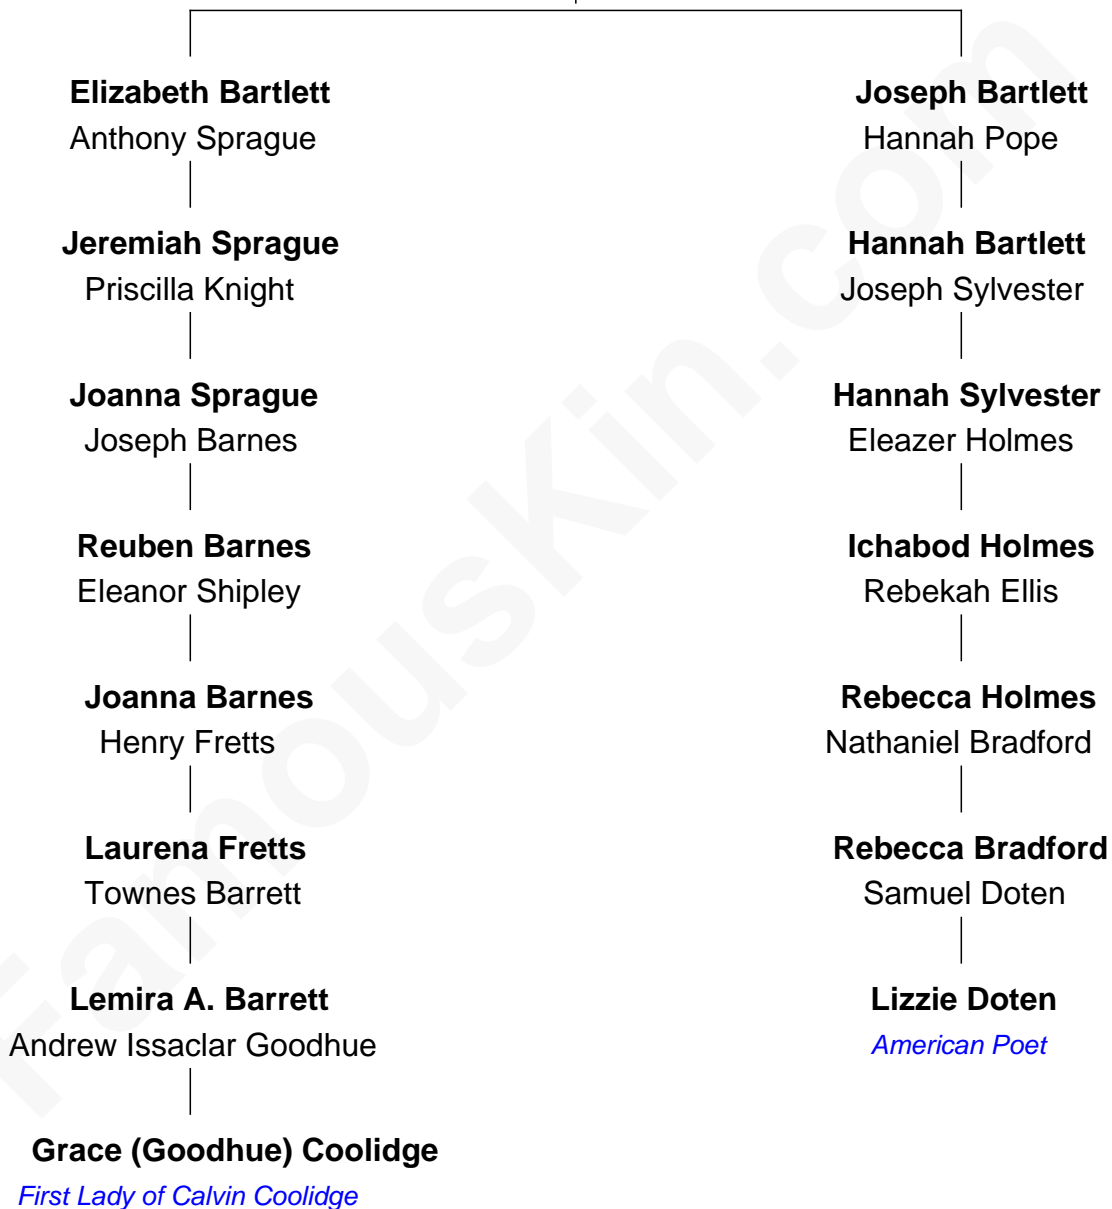 Elizabeth Bartlett
Anthony Sprague
Joseph Bartlett
Hannah Pope
Jeremiah Sprague
Priscilla Knight
Hannah Bartlett
Joseph Sylvester
Joanna Sprague
Joseph Barnes
Hannah Sylvester
Eleazer Holmes
Reuben Barnes
Eleanor Shipley
Ichabod Holmes
Rebekah Ellis
Joanna Barnes
Henry Fretts
Rebecca Holmes
Nathaniel Bradford
Laurena Fretts
Townes Barrett
Rebecca Bradford
Samuel Doten
Lemira A. Barrett
Andrew Issaclar Goodhue
Lizzie Doten
American Poet
Grace (Goodhue) Coolidge
First Lady of Calvin Coolidge
FamousKin.com